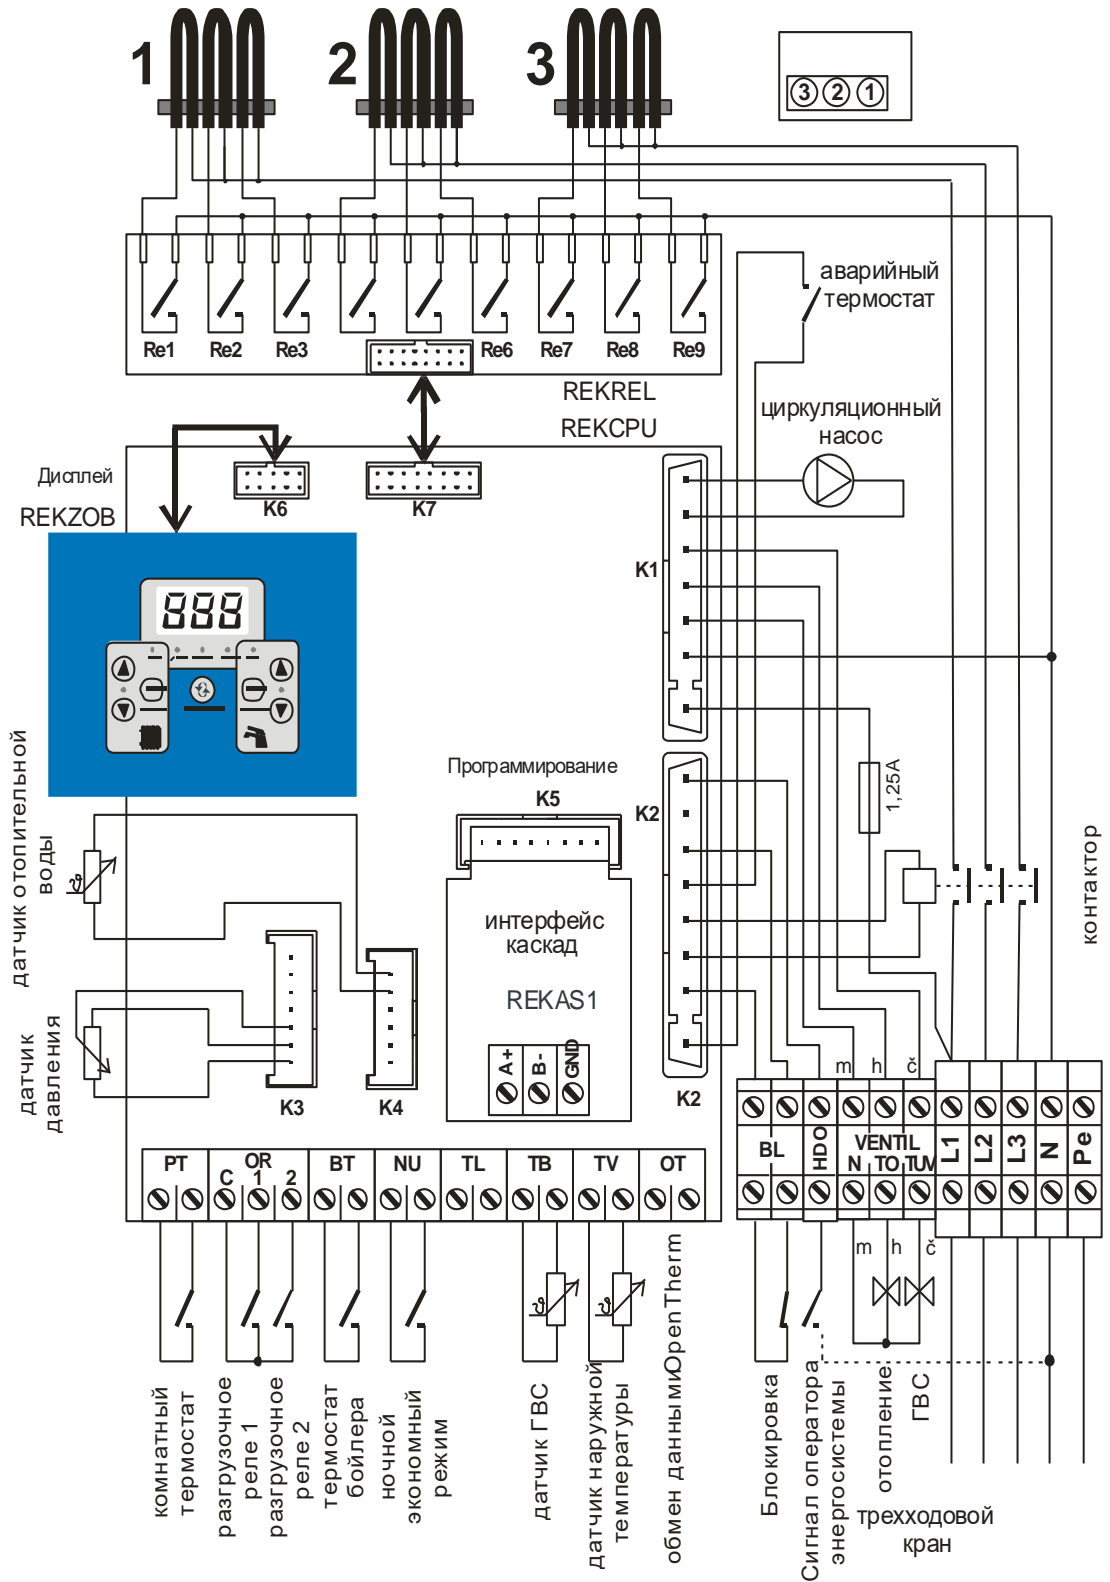 1
2
3
3 2 1
аварийный
термостат
Re1
Re2
Re3
Re6
Re7
Re8
Re9
REKREL
REKCPU
циркуляционный
насос
Дисплей
REKZOB
K6
K7
K1
888
Программирование
K5
K2
1,25A
датчик отопительной
воды
контактор
интерфейс
каскад
REKAS1
датчик
давления
A+
B-
GND
K3
K4
K2
m
h
č
PT
OR
C
1
2
BT
NU
TL
TB
TV
OT
BL
HDO
VENTIL
N
TO
TUV
L1
L2
L3
N
Pe
m
h
č
комнатный
термостат
разгрузочное
реле 1
разгрузочное
реле 2
термостат
бойлера
ночной
экономный
режим
датчик ГВС
датчик наружной
температуры
обмен даннымиOpenTherm
Блокировка
Сигнал оператора
энергосистемы
отопление
ГВС
трехходовой
кран